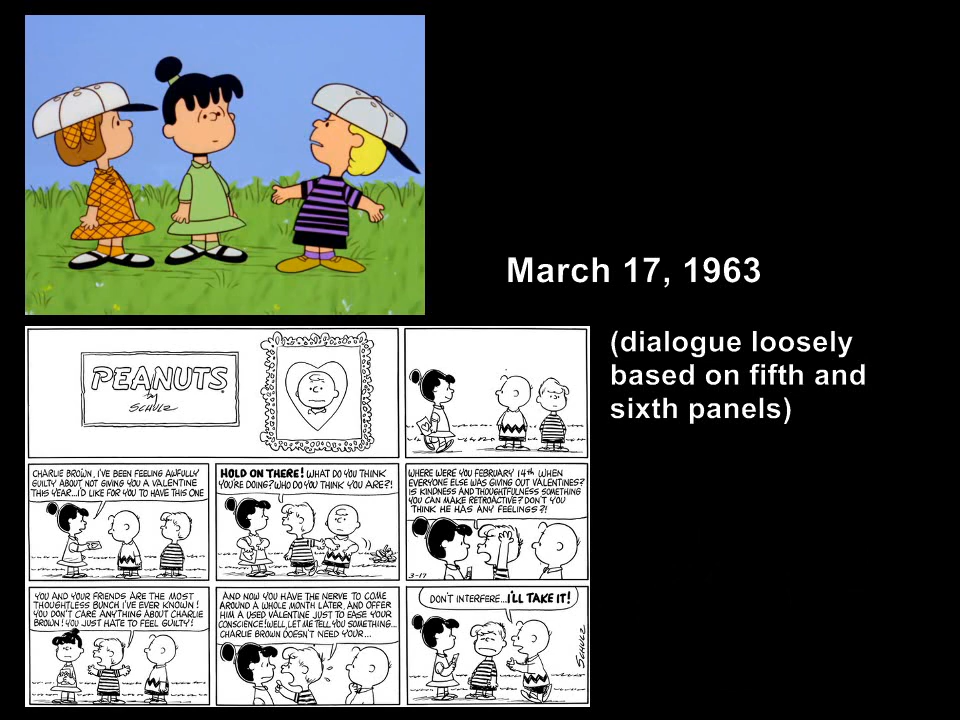 March 17, 1963
(dialogue loosely
based on fifth and
sixth panels)
PEANUTS
by
SCHULZ
CHARLIE BROWN, I'VE BEEN FEELING AWFULLY
GUILTY ABOUT NOT GIVING YOU A VALENTINE
THIS YEAR...I'D LIKE FOR YOU TO HAVE THIS ONE
HOLD ON THERE! WHAT DO YOU THINK
YOU'RE DOING? WHO DO YOU THINK YOU ARE?!
WHERE WERE YOU FEBRUARY 14th WHEN
EVERYONE ELSE WAS GIVING OUT VALENTINES?
IS KINDNESS AND THOUGHTFULNESS SOMETHING
YOU CAN MAKE RETROACTIVE? DON'T YOU
THINK HE HAS ANY FEELINGS?!
3-17
YOU AND YOUR FRIENDS ARE THE MOST
THOUGHTLESS BUNCH I'VE EVER KNOWN!
YOU DON'T CARE ANYTHING ABOUT CHARLIE
BROWN! YOU JUST HATE TO FEEL GUILTY!
AND NOW YOU HAVE THE NERVE TO COME
AROUND A WHOLE MONTH LATER, AND OFFER
HIM A USED VALENTINE JUST TO EASE YOUR
CONSCIENCE! WELL, LET ME TELL YOU SOMETHING...
CHARLIE BROWN DOESN'T NEED YOUR...
DON'T INTERFERE...I'LL TAKE IT!
SCHULZ